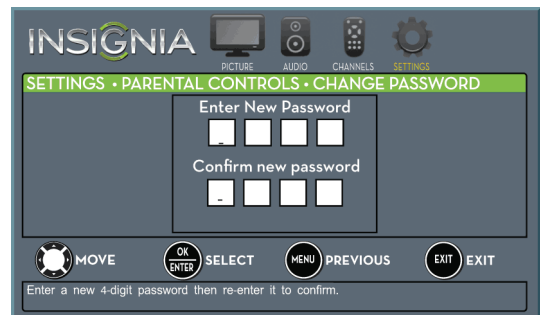 INSIGNIA
PICTURE AUDIO CHANNELS SETTINGS
SETTINGS • PARENTAL CONTROLS • CHANGE PASSWORD
Enter New Password
_
Confirm new password
_
MOVE OK ENTER SELECT MENU PREVIOUS EXIT EXIT
Enter a new 4-digit password then re-enter it to confirm.